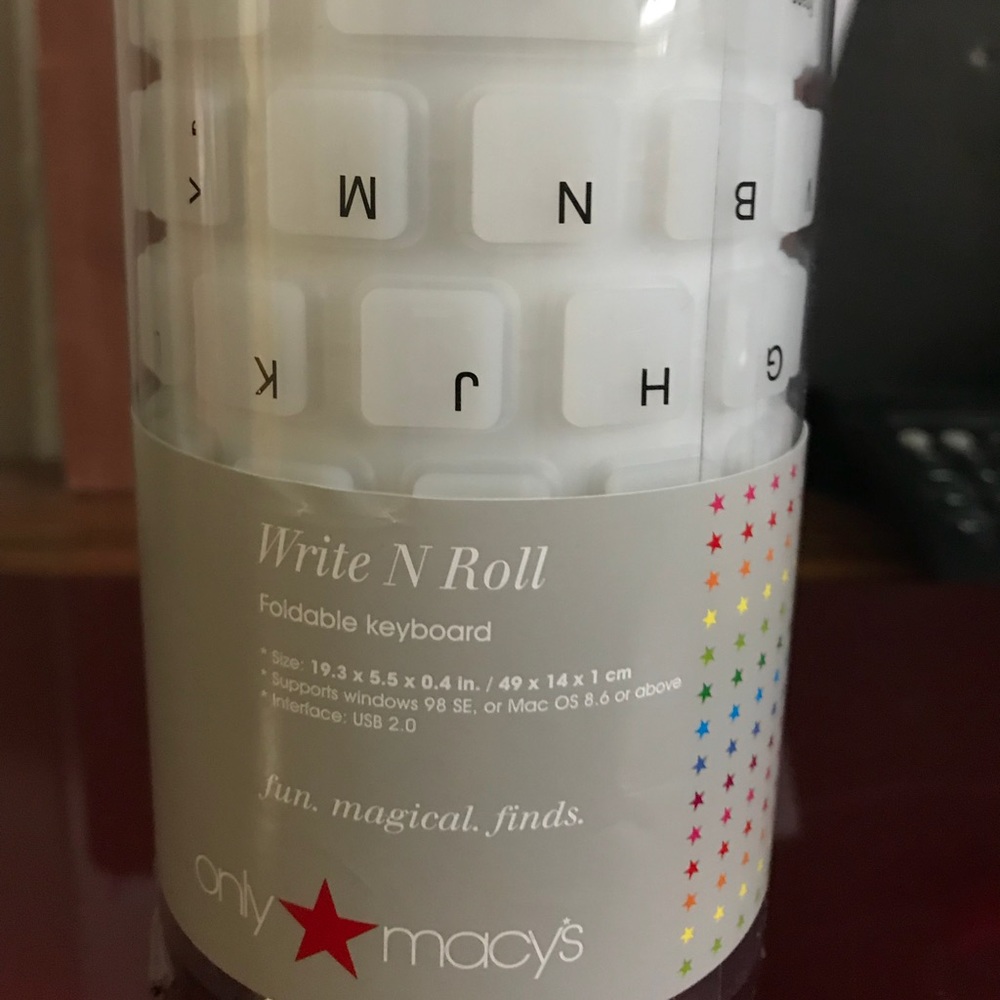 , < M N B
K J H G
Write N Roll
Foldable keyboard
* Size: 19.3 x 5.5 x 0.4 in. / 49 x 14 x 1 cm
* Supports windows 98 SE, or Mac OS 8.6 or above
* Interface: USB 2.0
fun. magical. finds.
only macy's